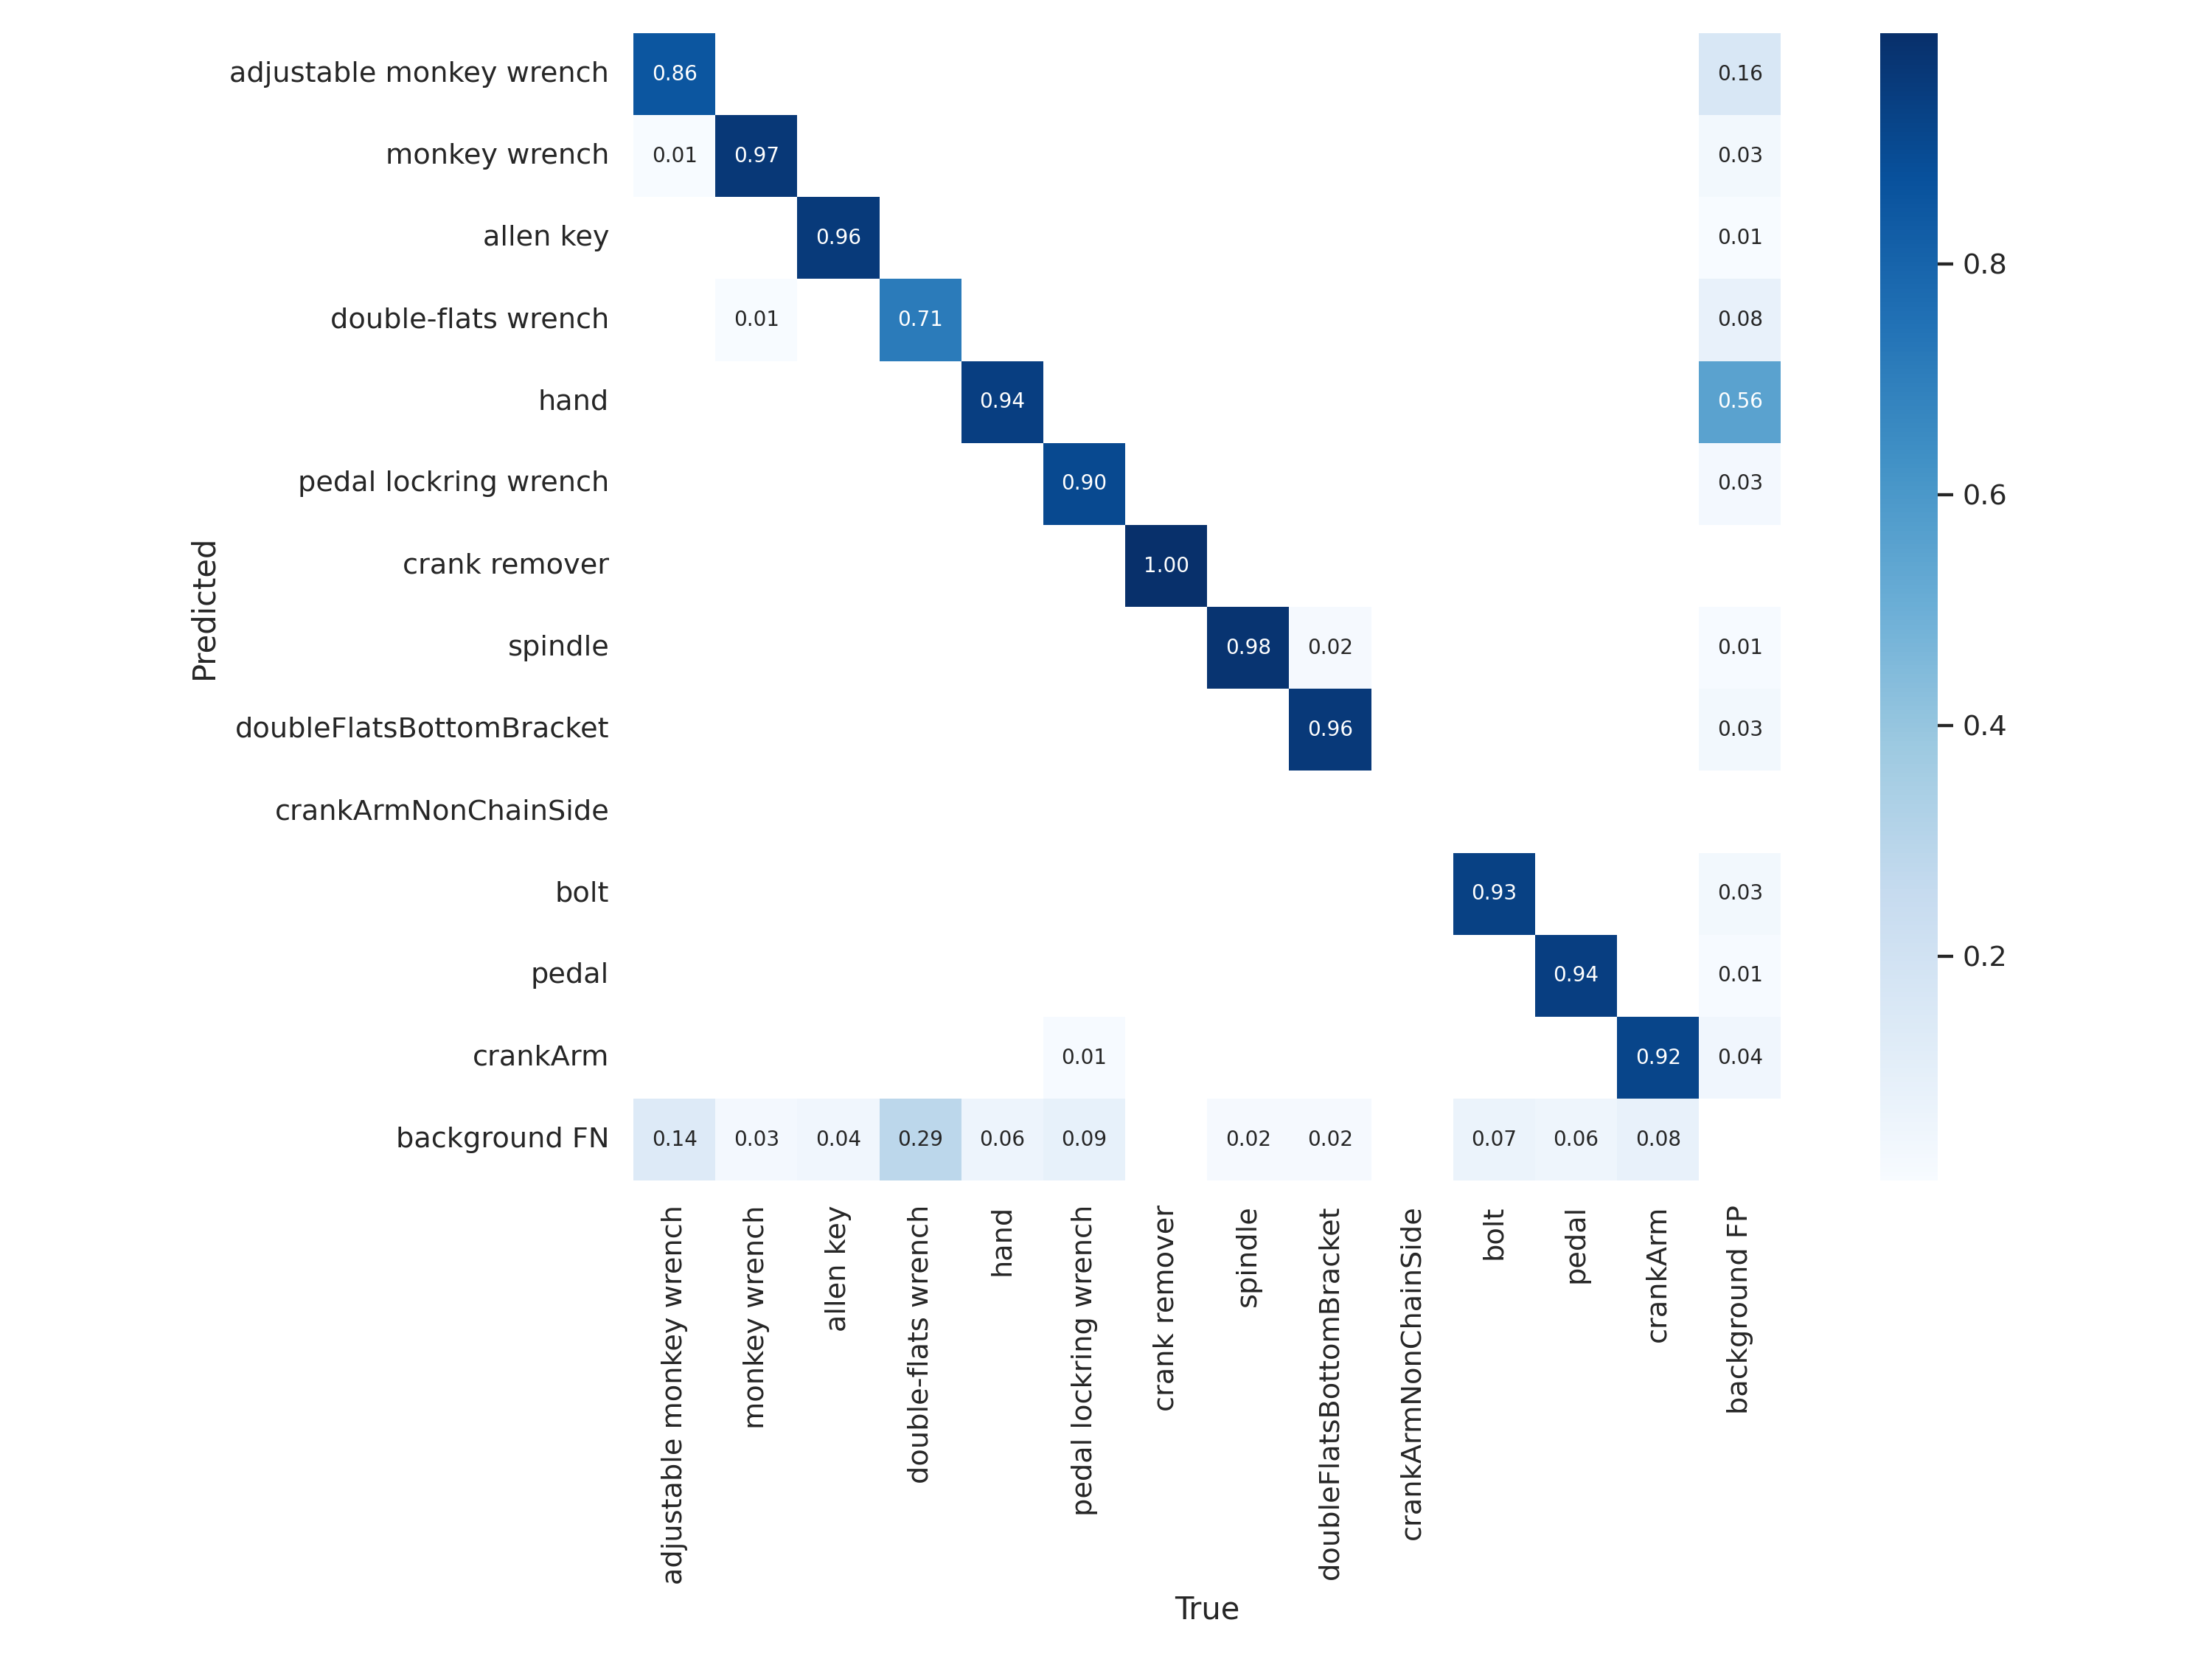 adjustable monkey wrench 0.86 0.16
monkey wrench 0.01 0.97 0.03
allen key 0.96 0.01
double-flats wrench 0.01 0.71 0.08
hand 0.94 0.56
pedal lockring wrench 0.90 0.03
crank remover 1.00
spindle 0.98 0.02 0.01
doubleFlatsBottomBracket 0.96 0.03
crankArmNonChainSide
bolt 0.93 0.03
pedal 0.94 0.01
crankArm 0.01 0.92 0.04
background FN 0.14 0.03 0.04 0.29 0.06 0.09 0.02 0.02 0.07 0.06 0.08
Predicted
adjustable monkey wrench
monkey wrench
allen key
double-flats wrench
hand
pedal lockring wrench
crank remover
spindle
doubleFlatsBottomBracket
crankArmNonChainSide
bolt
pedal
crankArm
background FP
True
0.8
0.6
0.4
0.2